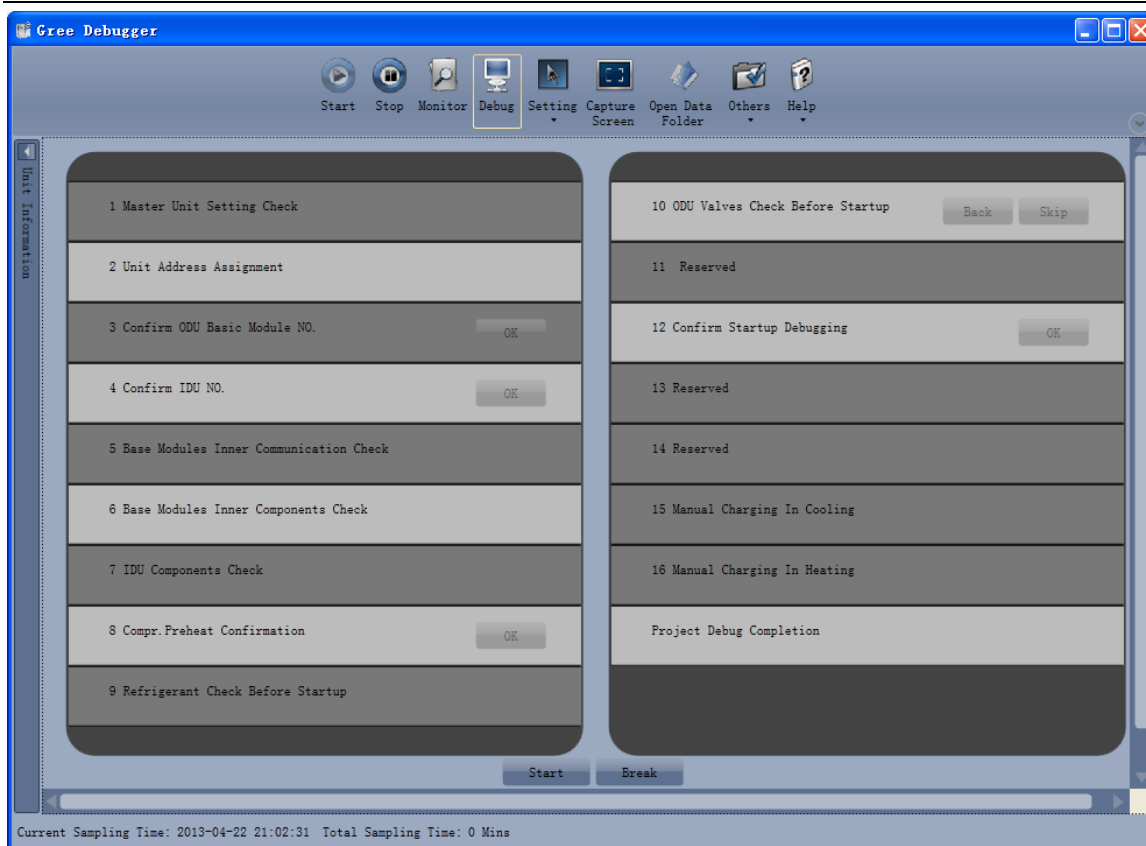 Gree Debugger
Start Stop Monitor Debug Setting Capture Screen Open Data Folder Others Help
Unit Information
1 Master Unit Setting Check
2 Unit Address Assignment
3 Confirm ODU Basic Module NO. OK
4 Confirm IDU NO. OK
5 Base Modules Inner Communication Check
6 Base Modules Inner Components Check
7 IDU Components Check
8 Compr.Preheat Confirmation OK
9 Refrigerant Check Before Startup
10 ODU Valves Check Before Startup Back Skip
11 Reserved
12 Confirm Startup Debugging OK
13 Reserved
14 Reserved
15 Manual Charging In Cooling
16 Manual Charging In Heating
Project Debug Completion
Start Break
Current Sampling Time: 2013-04-22 21:02:31 Total Sampling Time: 0 Mins